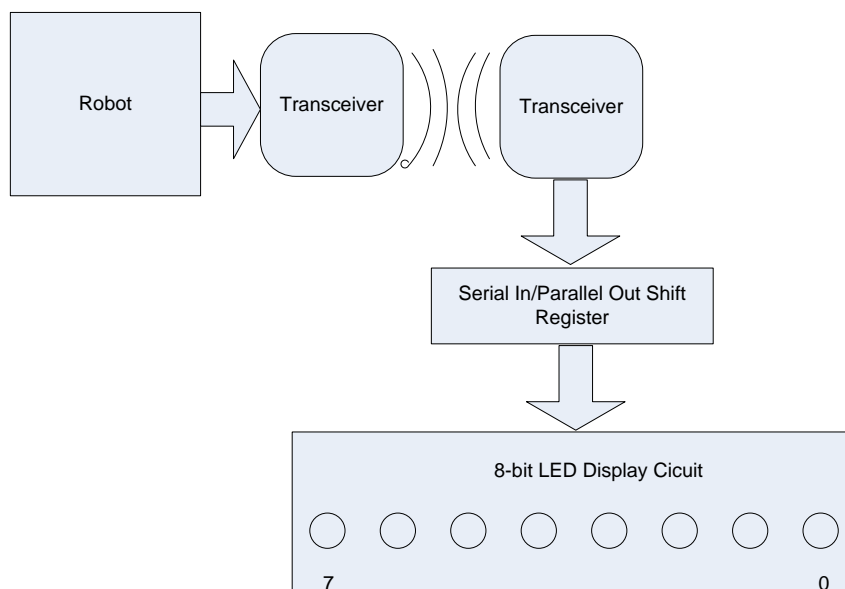 Robot
Transceiver
Transceiver
Serial In/Parallel Out Shift
Register
8-bit LED Display Cicuit
7
0